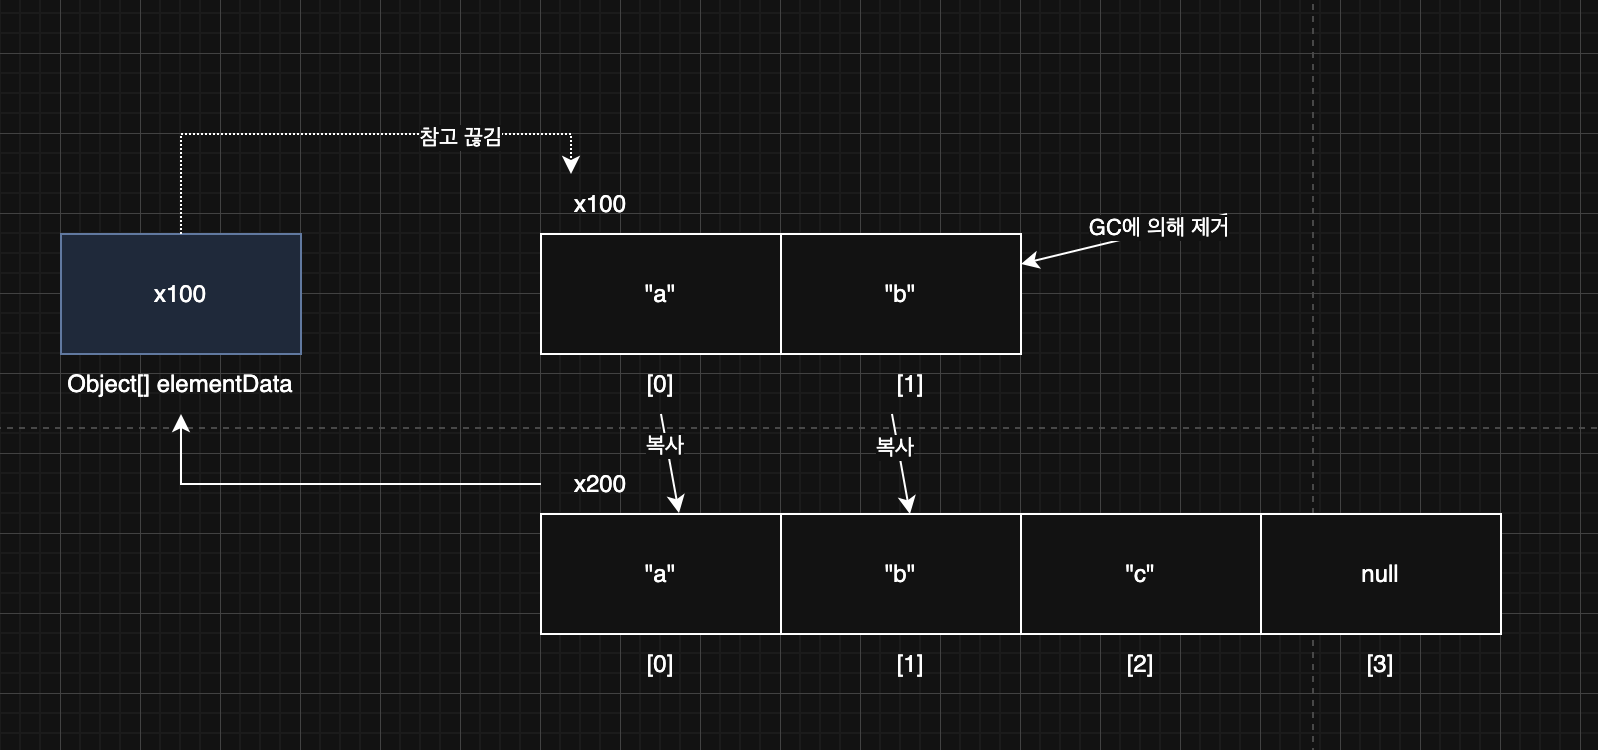 참고 끊김
x100
GC에 의해 제거
x100
"a"
"b"
Object[] elementData
[0]
[1]
복사
복사
x200
"a"
"b"
"c"
null
[0]
[1]
[2]
[3]